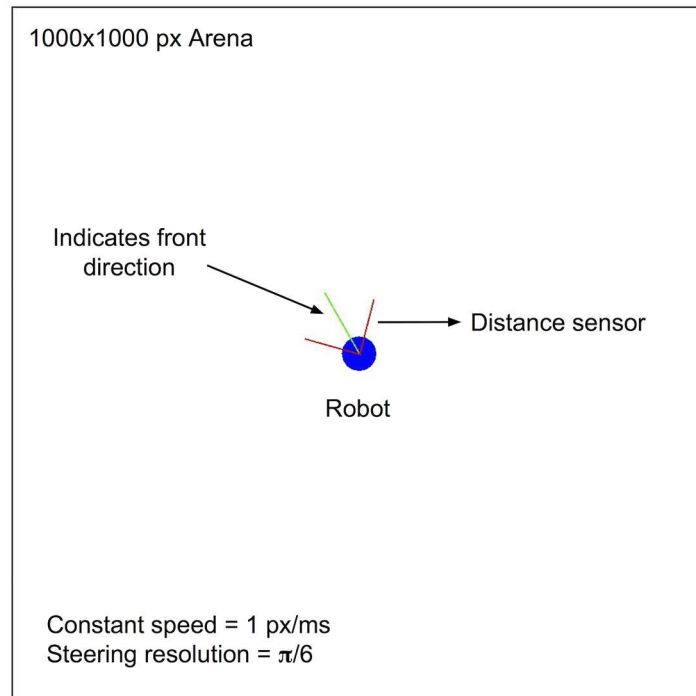 1000x1000 px Arena
Indicates front
direction
Distance sensor
Robot
Constant speed = 1 px/ms
Steering resolution = π/6